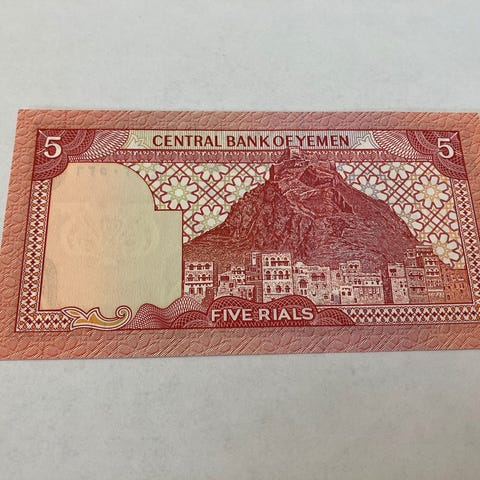 5 CENTRAL BANK OF YEMEN 5
FIVE RIALS